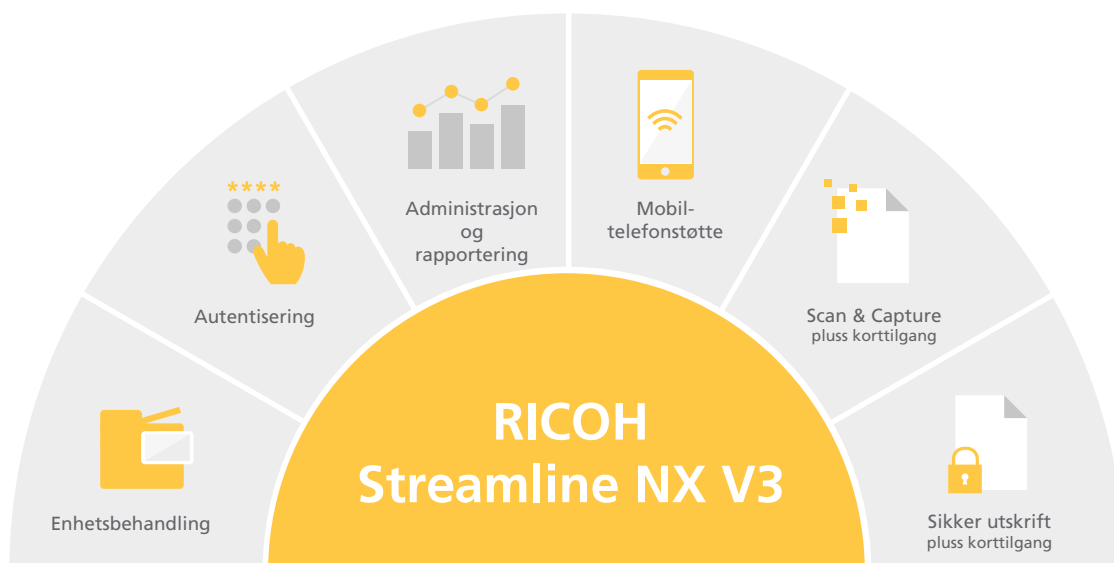 Enhetsbehandling
****
Autentisering
Administrasjon
og
rapportering
Mobil-
telefonstøtte
Scan & Capture
pluss korttilgang
Sikker utskrift
pluss korttilgang
RICOH
Streamline NX V3